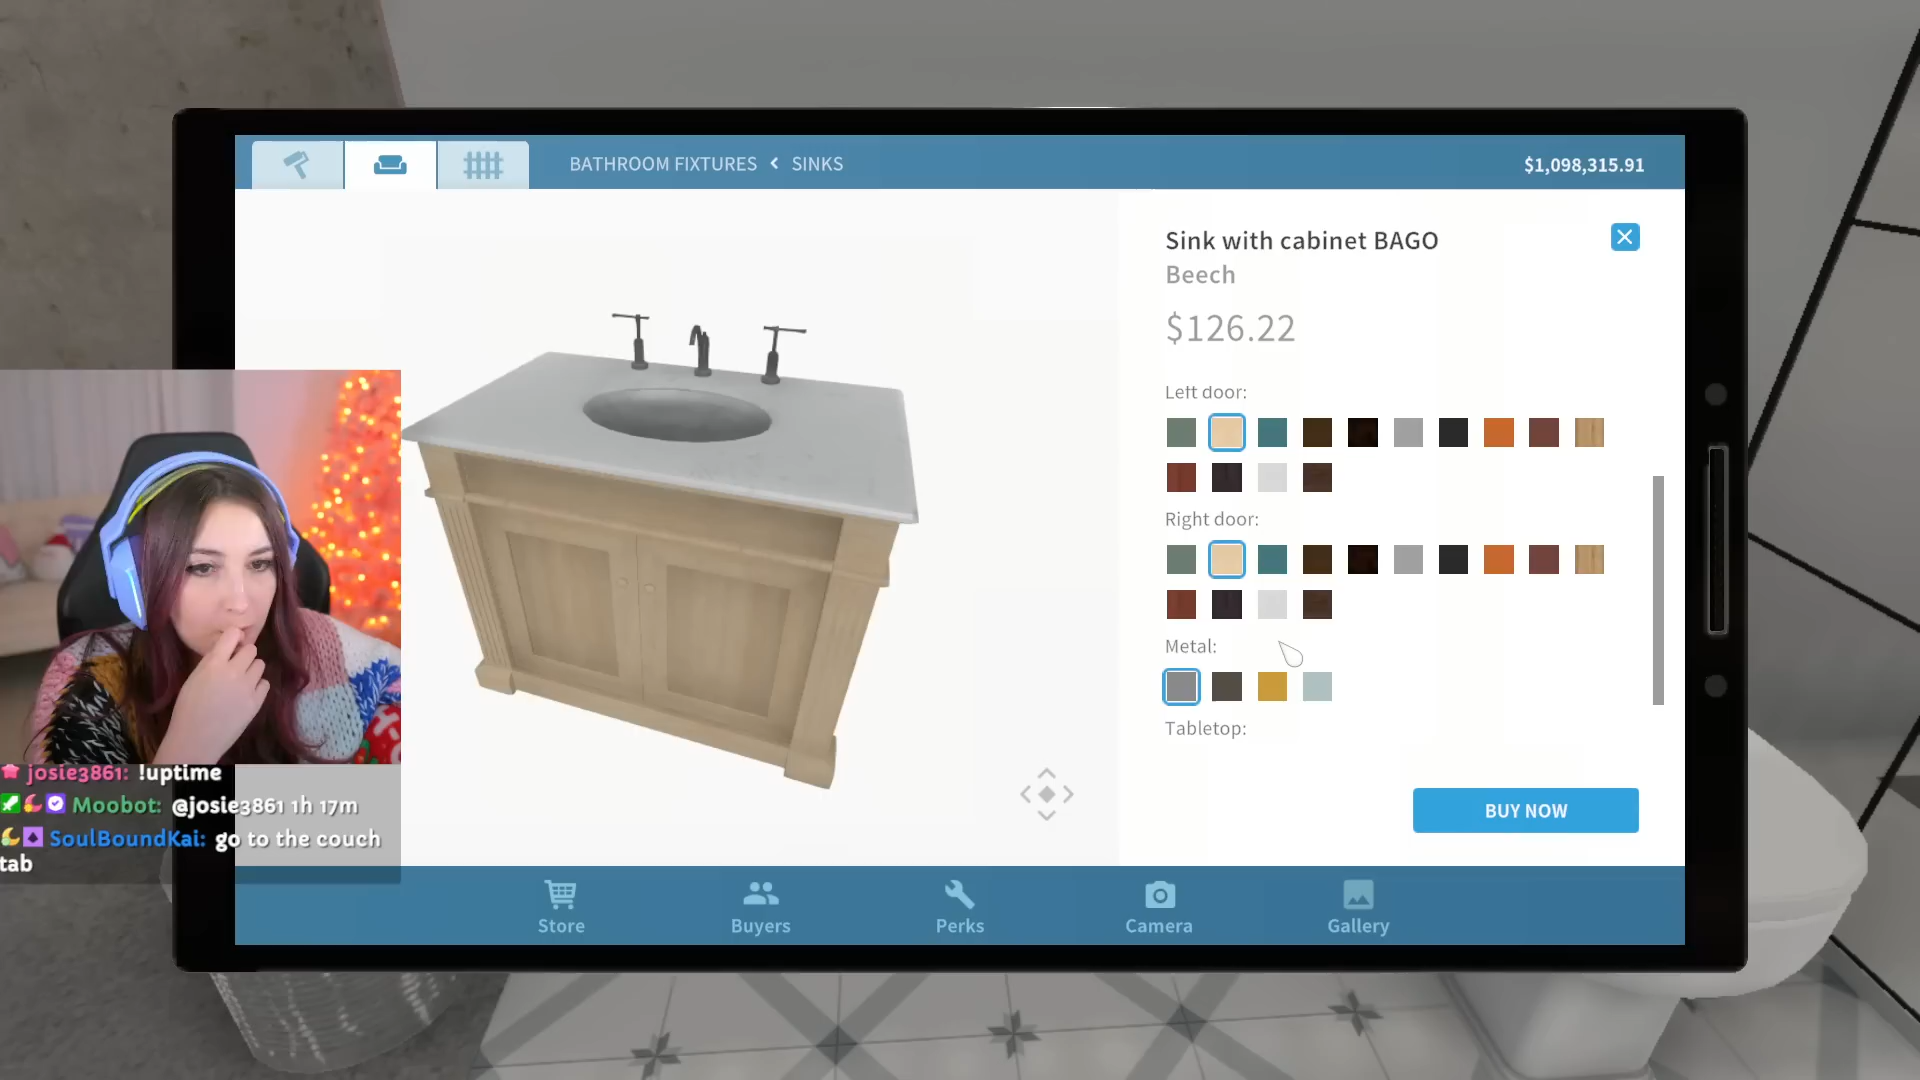 BATHROOM FIXTURES < SINKS
$1,098,315.91
Sink with cabinet BAGO
Beech
$126.22
Left door:
Right door:
Metal:
Tabletop:
BUY NOW
josie3861: !uptime
Moobot: @josie3861 1h 17m
SoulBoundKai: go to the couch
tab
Store
Buyers
Perks
Camera
Gallery